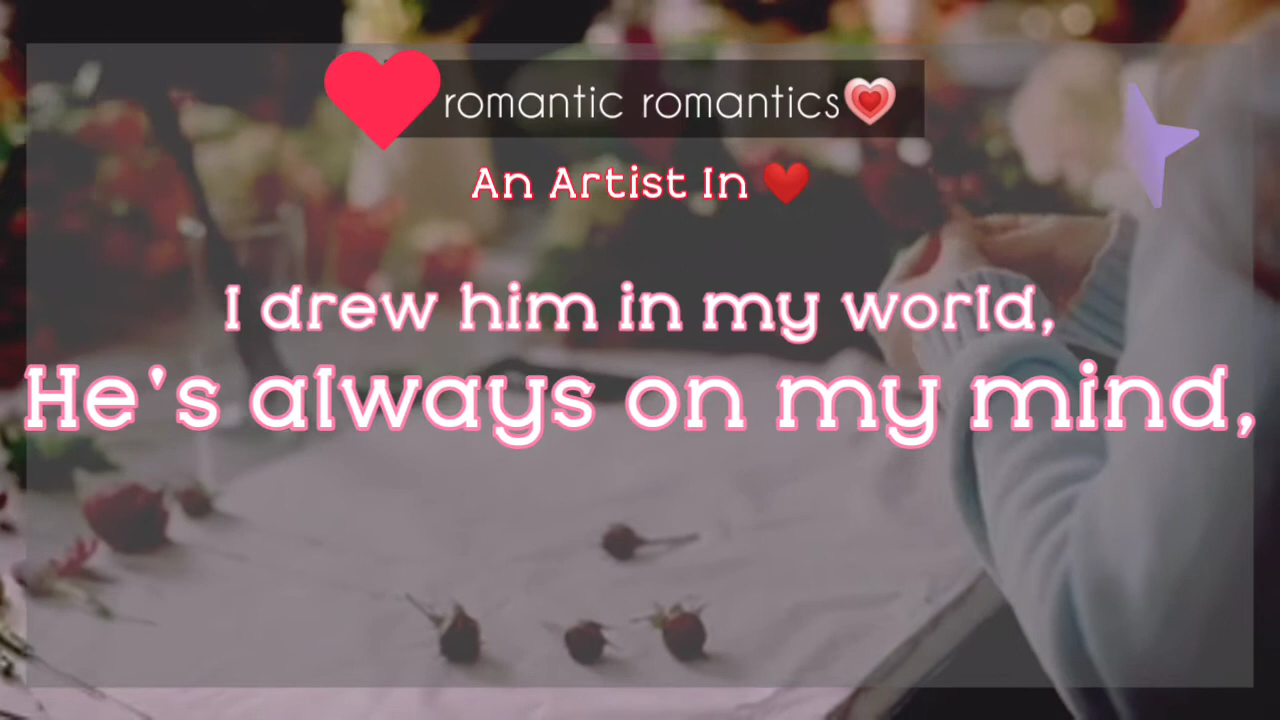 romantic romantics💗
An Artist In ❤️
I drew him in my world,
He's always on my mind,